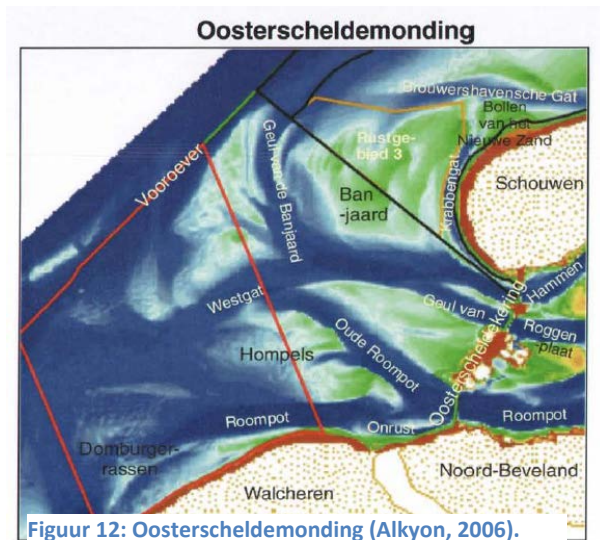 Oosterscheldemonding
Brouwershavensche Gat
Bollen
van het
Nieuwe Zand
Rustge-
bied 3
Geul van de Banjaard
Vooroever
Ban
-jaard
Krabbengat
Schouwen
Westgat
Hammen
Geul van
Roggen
-plaat
Oosterscheldekering
Hompels
Oude Roompot
Roompot
Onrust
Roompot
Domburger-
rassen
Noord-Beveland
Walcheren
Figuur 12: Oosterscheldemonding (Alkyon, 2006).